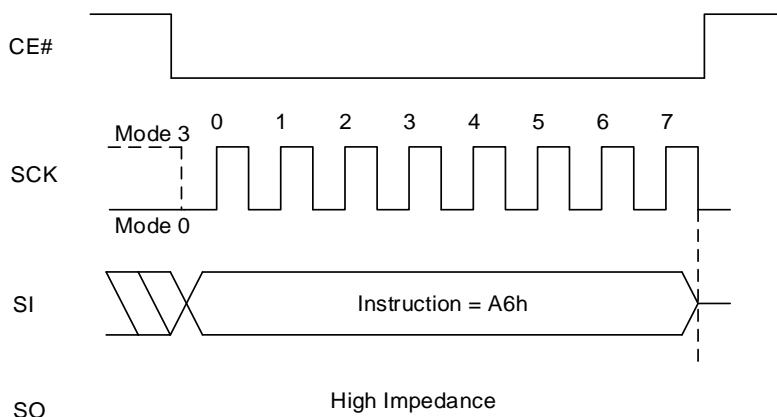 CE#
0 1 2 3 4 5 6 7
Mode 3
SCK
Mode 0
SI
Instruction = A6h
High Impedance
SO